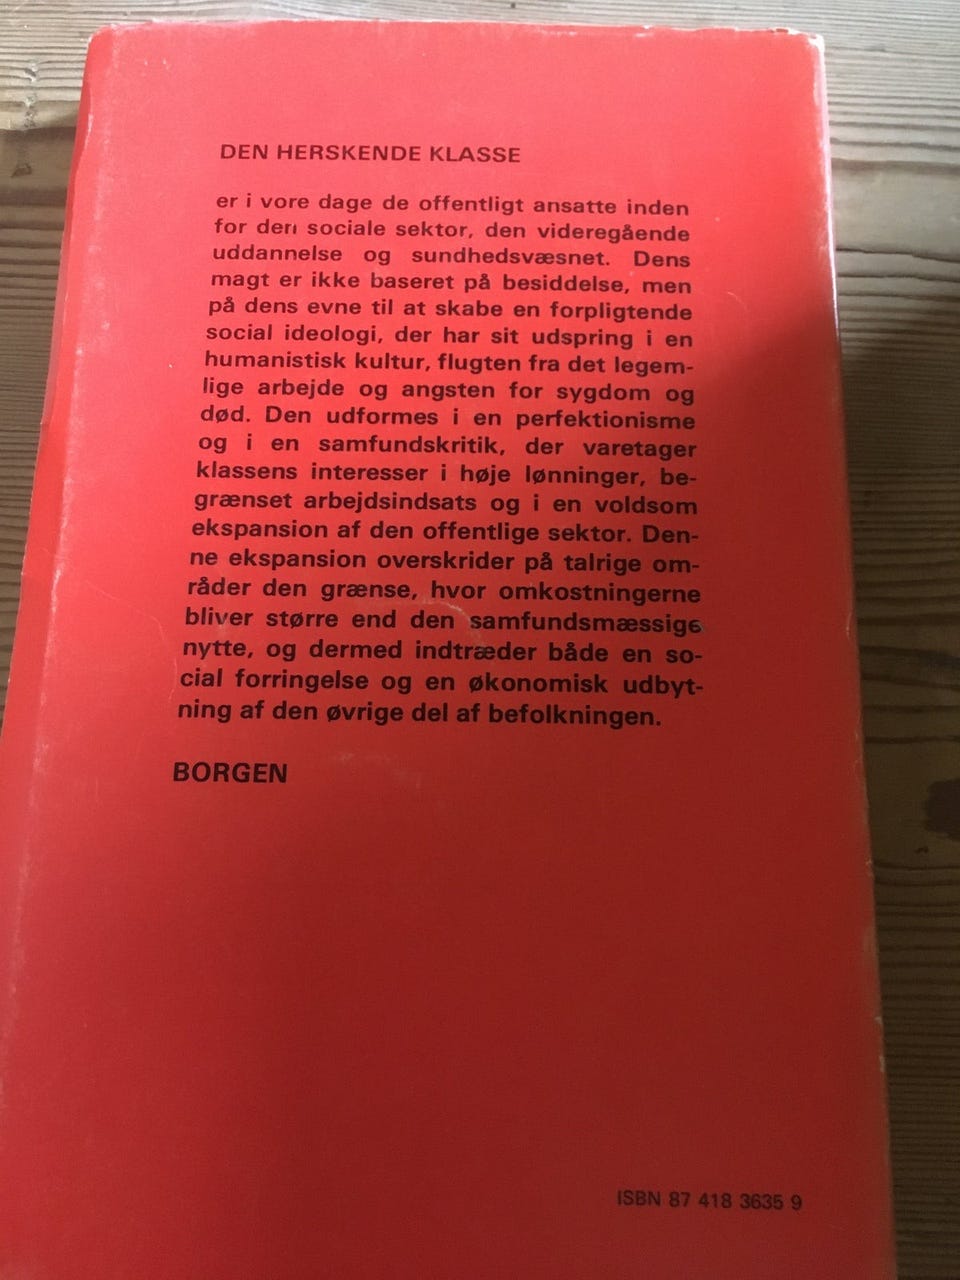 DEN HERSKENDE KLASSE
er i vore dage de offentligt ansatte inden
for den sociale sektor, den videregående
uddannelse og sundhedsvæsnet. Dens
magt er ikke baseret på besiddelse, men
på dens evne til at skabe en forpligtende
social ideologi, der har sit udspring i en
humanistisk kultur, flugten fra det legem-
lige arbejde og angsten for sygdom og
død. Den udformes i en perfektionisme
og i en samfundskritik, der varetager
klassens interesser i høje lønninger, be-
grænset arbejdsindsats og i en voldsom
ekspansion af den offentlige sektor. Den-
ne ekspansion overskrider på talrige om-
råder den grænse, hvor omkostningerne
bliver større end den samfundsmæssige
nytte, og dermed indtræder både en so-
cial forringelse og en økonomisk udbyt-
ning af den øvrige del af befolkningen.
BORGEN
ISBN 87 418 3635 9